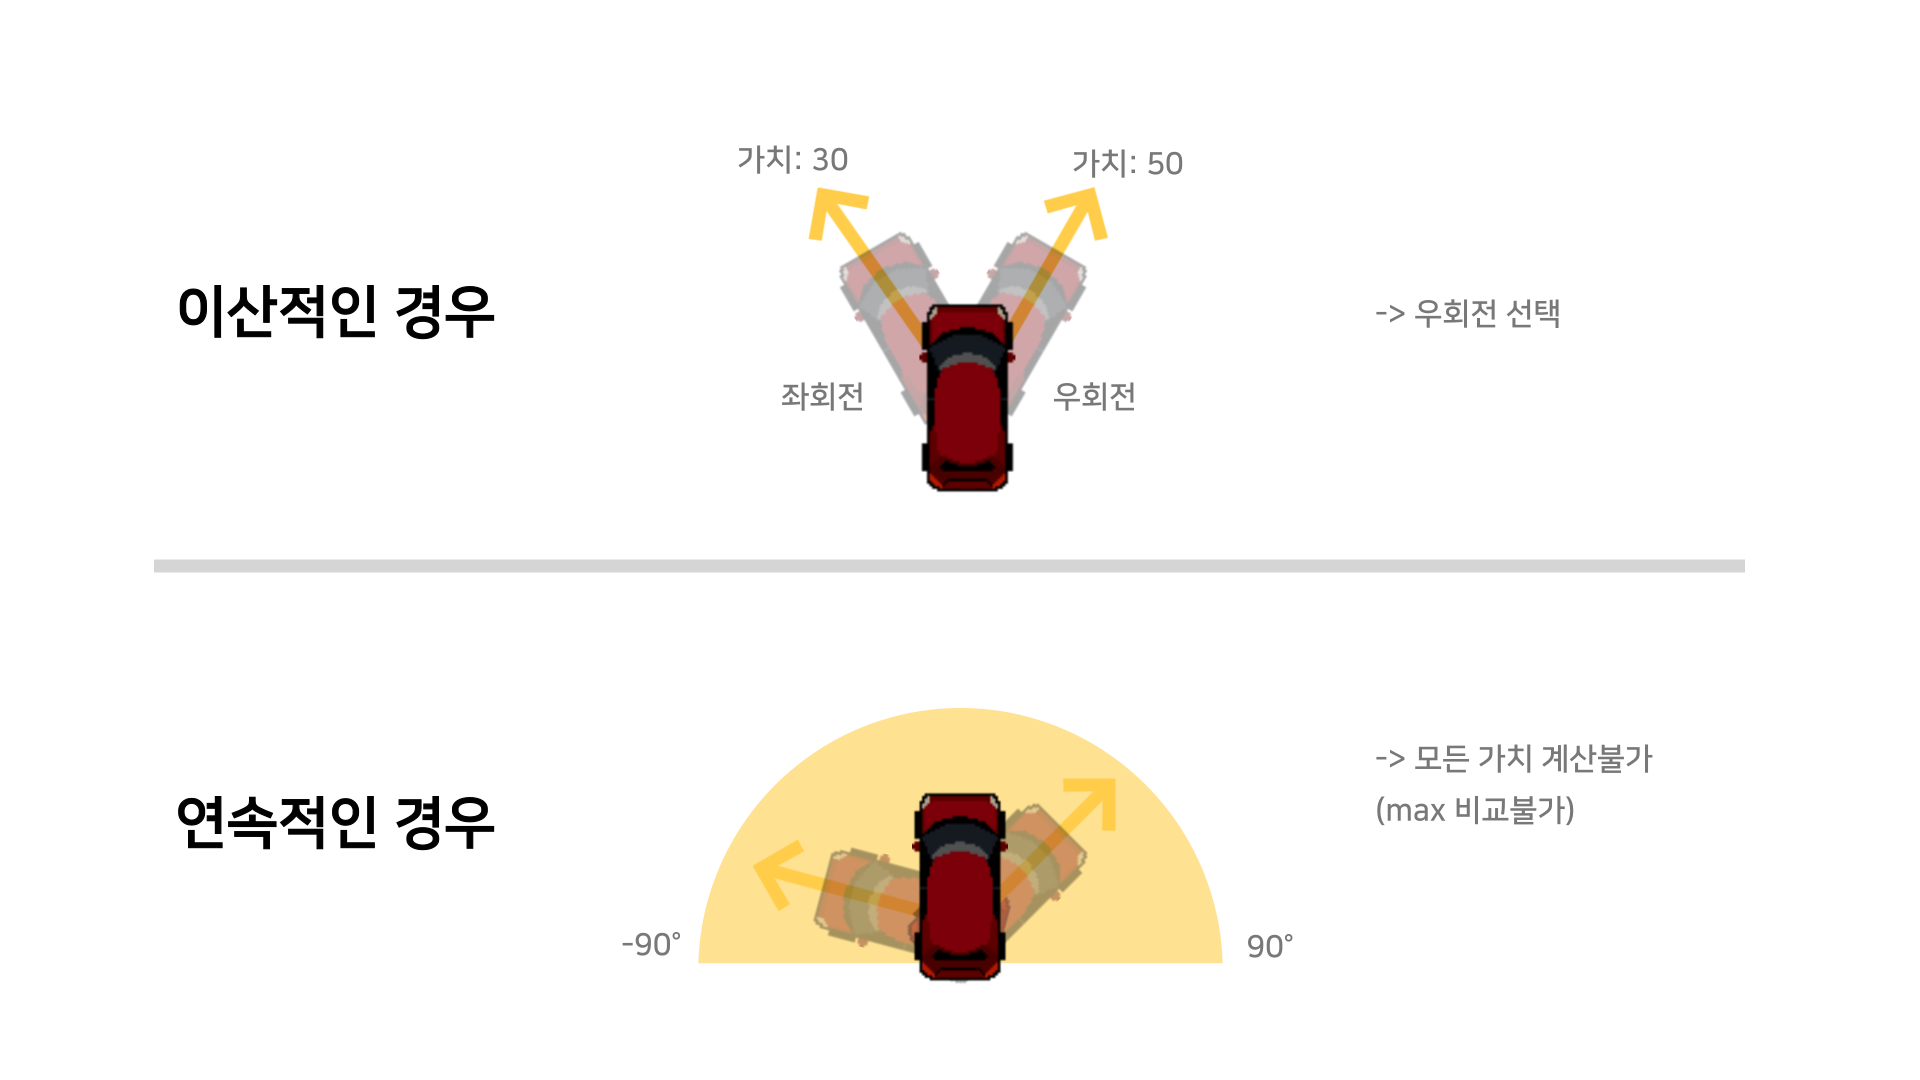 가치: 30
가치: 50
이산적인 경우
-> 우회전 선택
좌회전
우회전
연속적인 경우
-> 모든 가치 계산불가
(max 비교불가)
-90°
90°